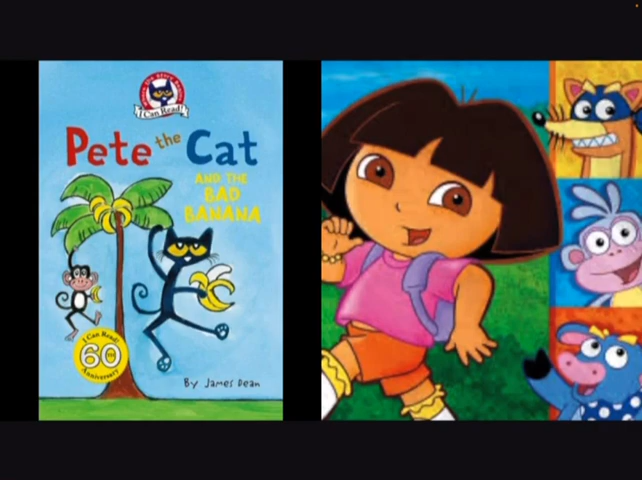 I Can Read!
Pete the Cat
AND THE
BAD
BANANA
I Can Read!
60
Anniversary
By James Dean